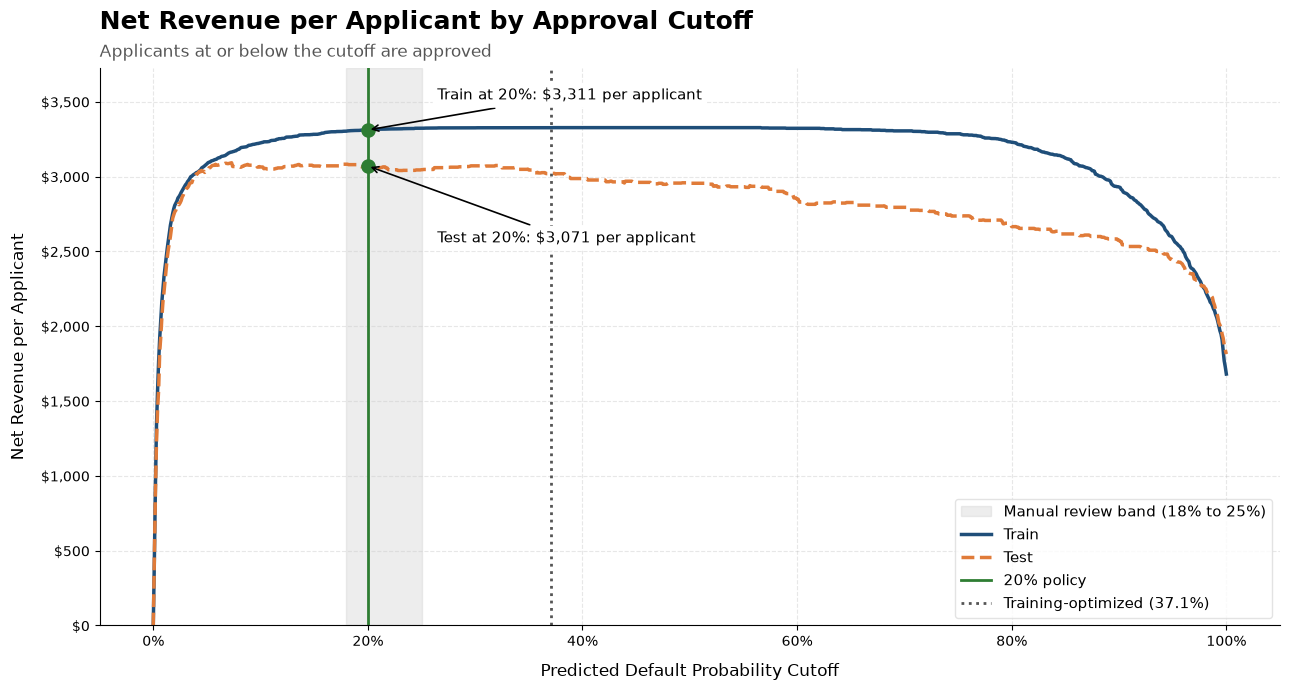 Net Revenue per Applicant by Approval Cutoff
Applicants at or below the cutoff are approved
Net Revenue per Applicant
$3,500
$3,000
$2,500
$2,000
$1,500
$1,000
$500
$0
Train at 20%: $3,311 per applicant
Test at 20%: $3,071 per applicant
Manual review band (18% to 25%)
Train
Test
20% policy
Training-optimized (37.1%)
0%
20%
40%
60%
80%
100%
Predicted Default Probability Cutoff